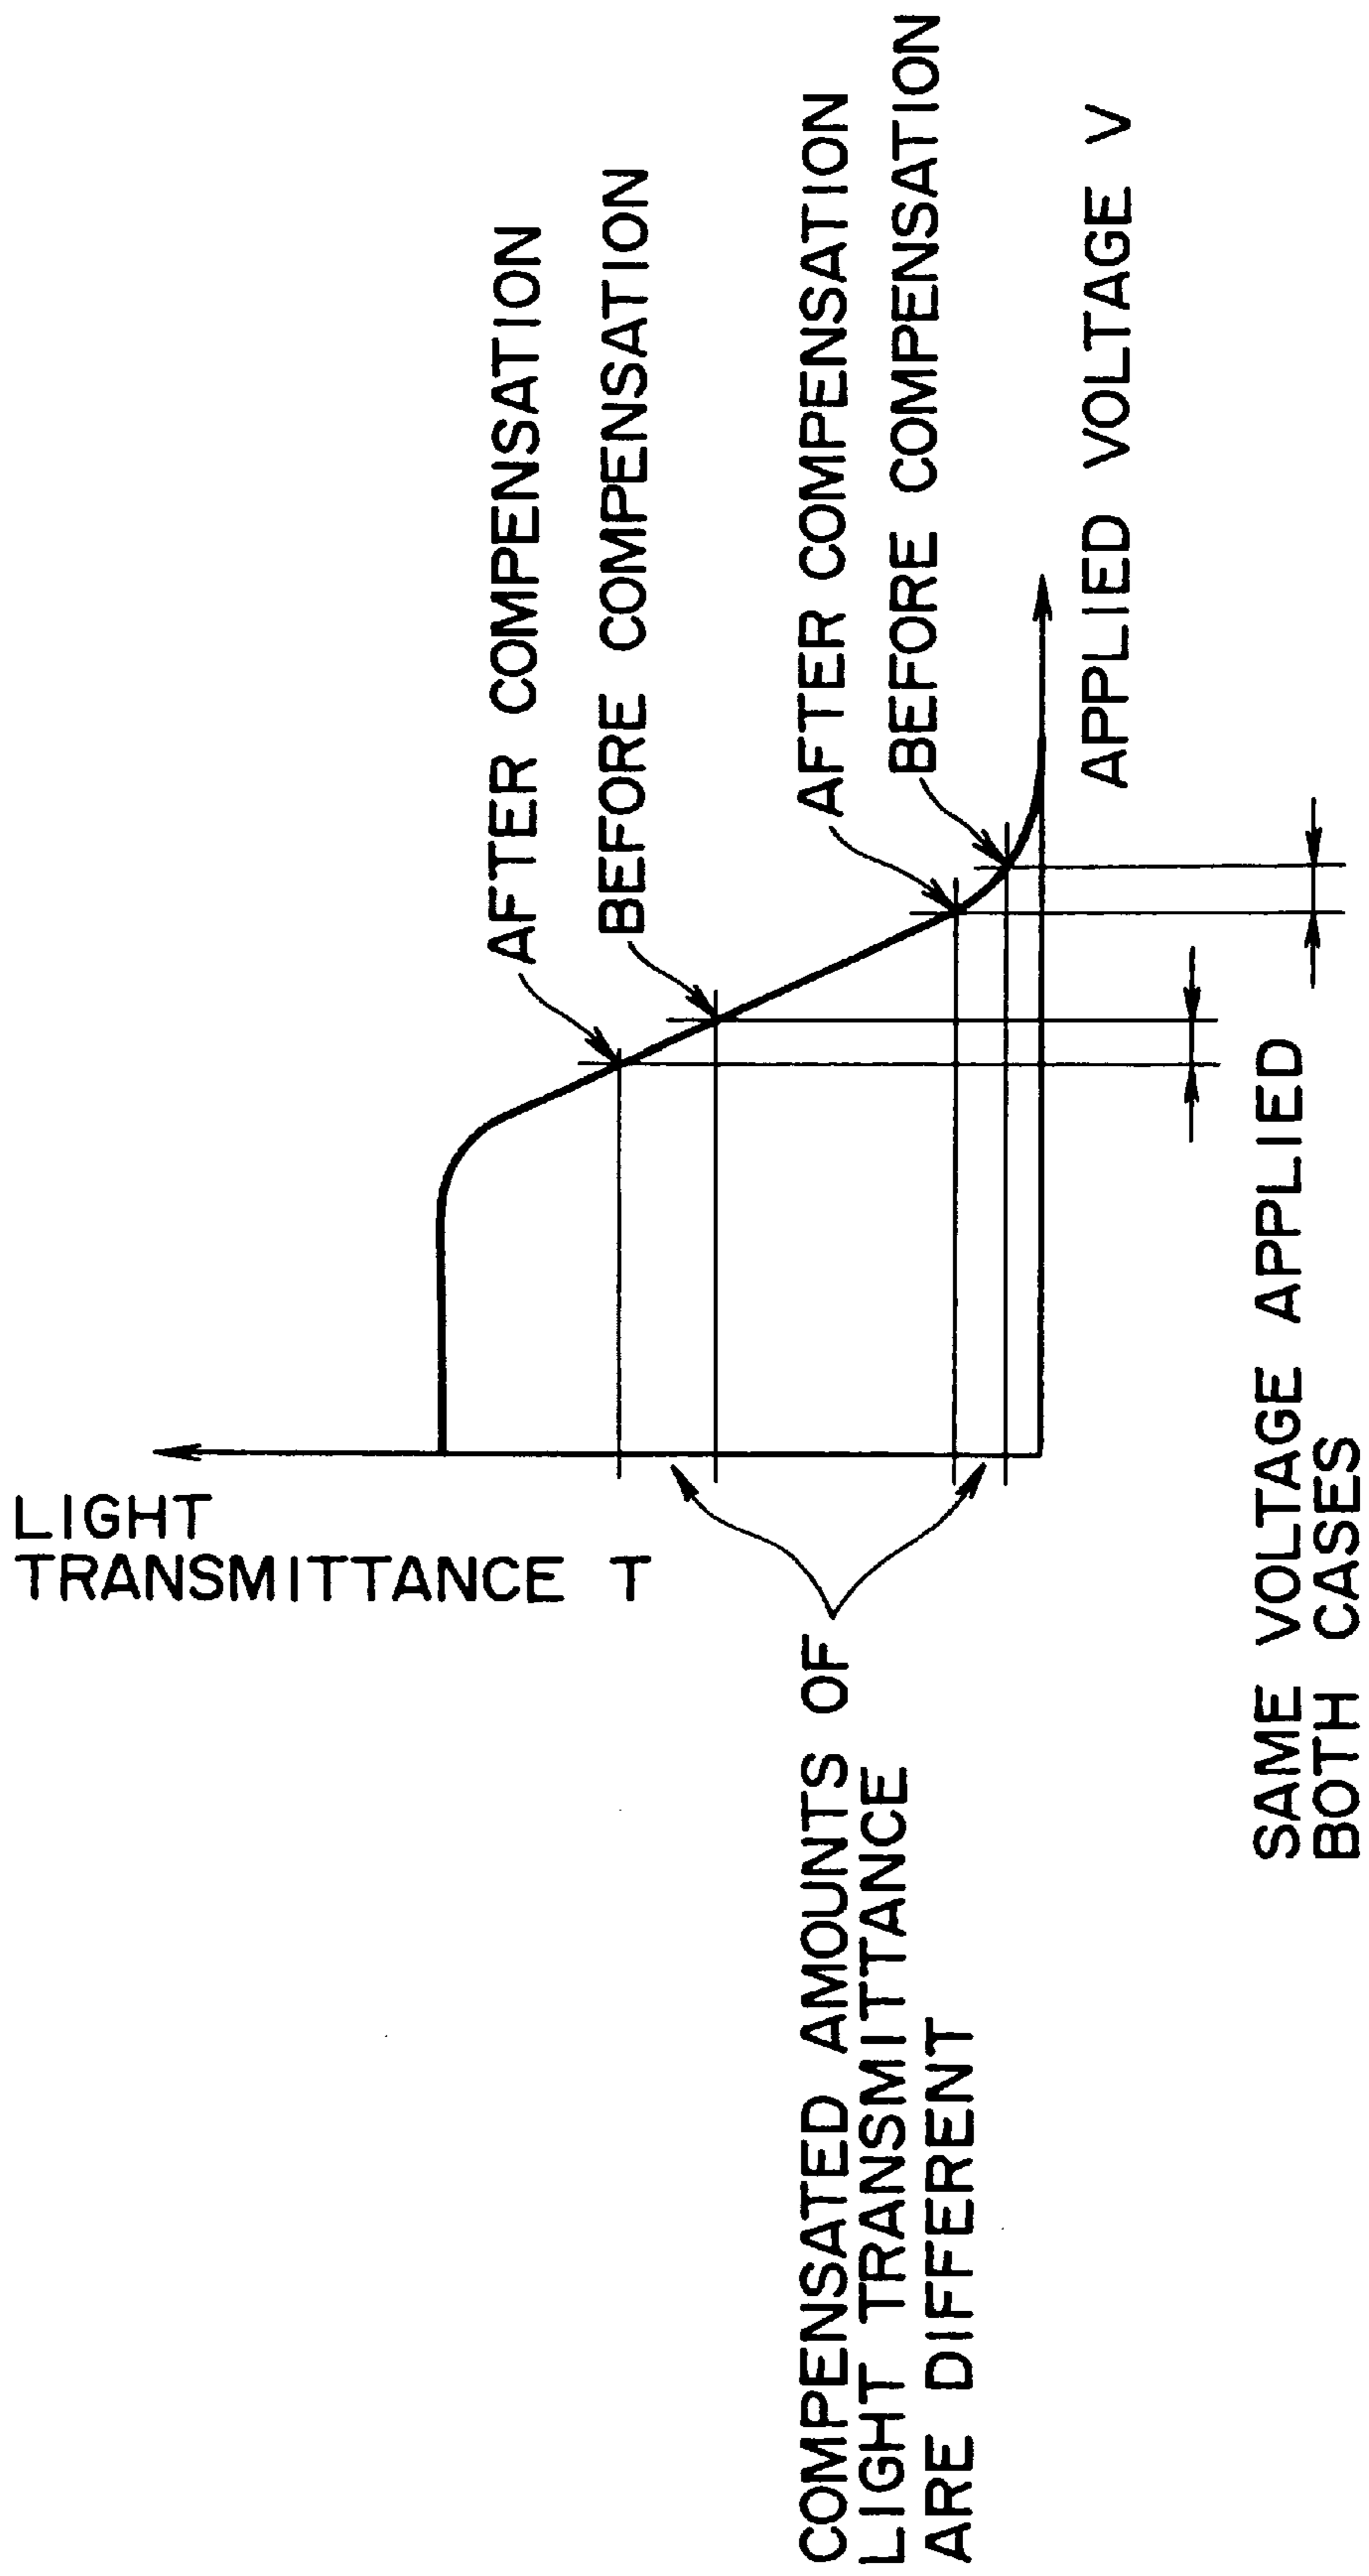 LIGHT
TRANSMITTANCE T
AFTER COMPENSATION
BEFORE COMPENSATION
AFTER COMPENSATION
BEFORE COMPENSATION
APPLIED VOLTAGE V
COMPENSATED AMOUNTS OF
LIGHT TRANSMITTANCE
ARE DIFFERENT
SAME VOLTAGE APPLIED
BOTH CASES